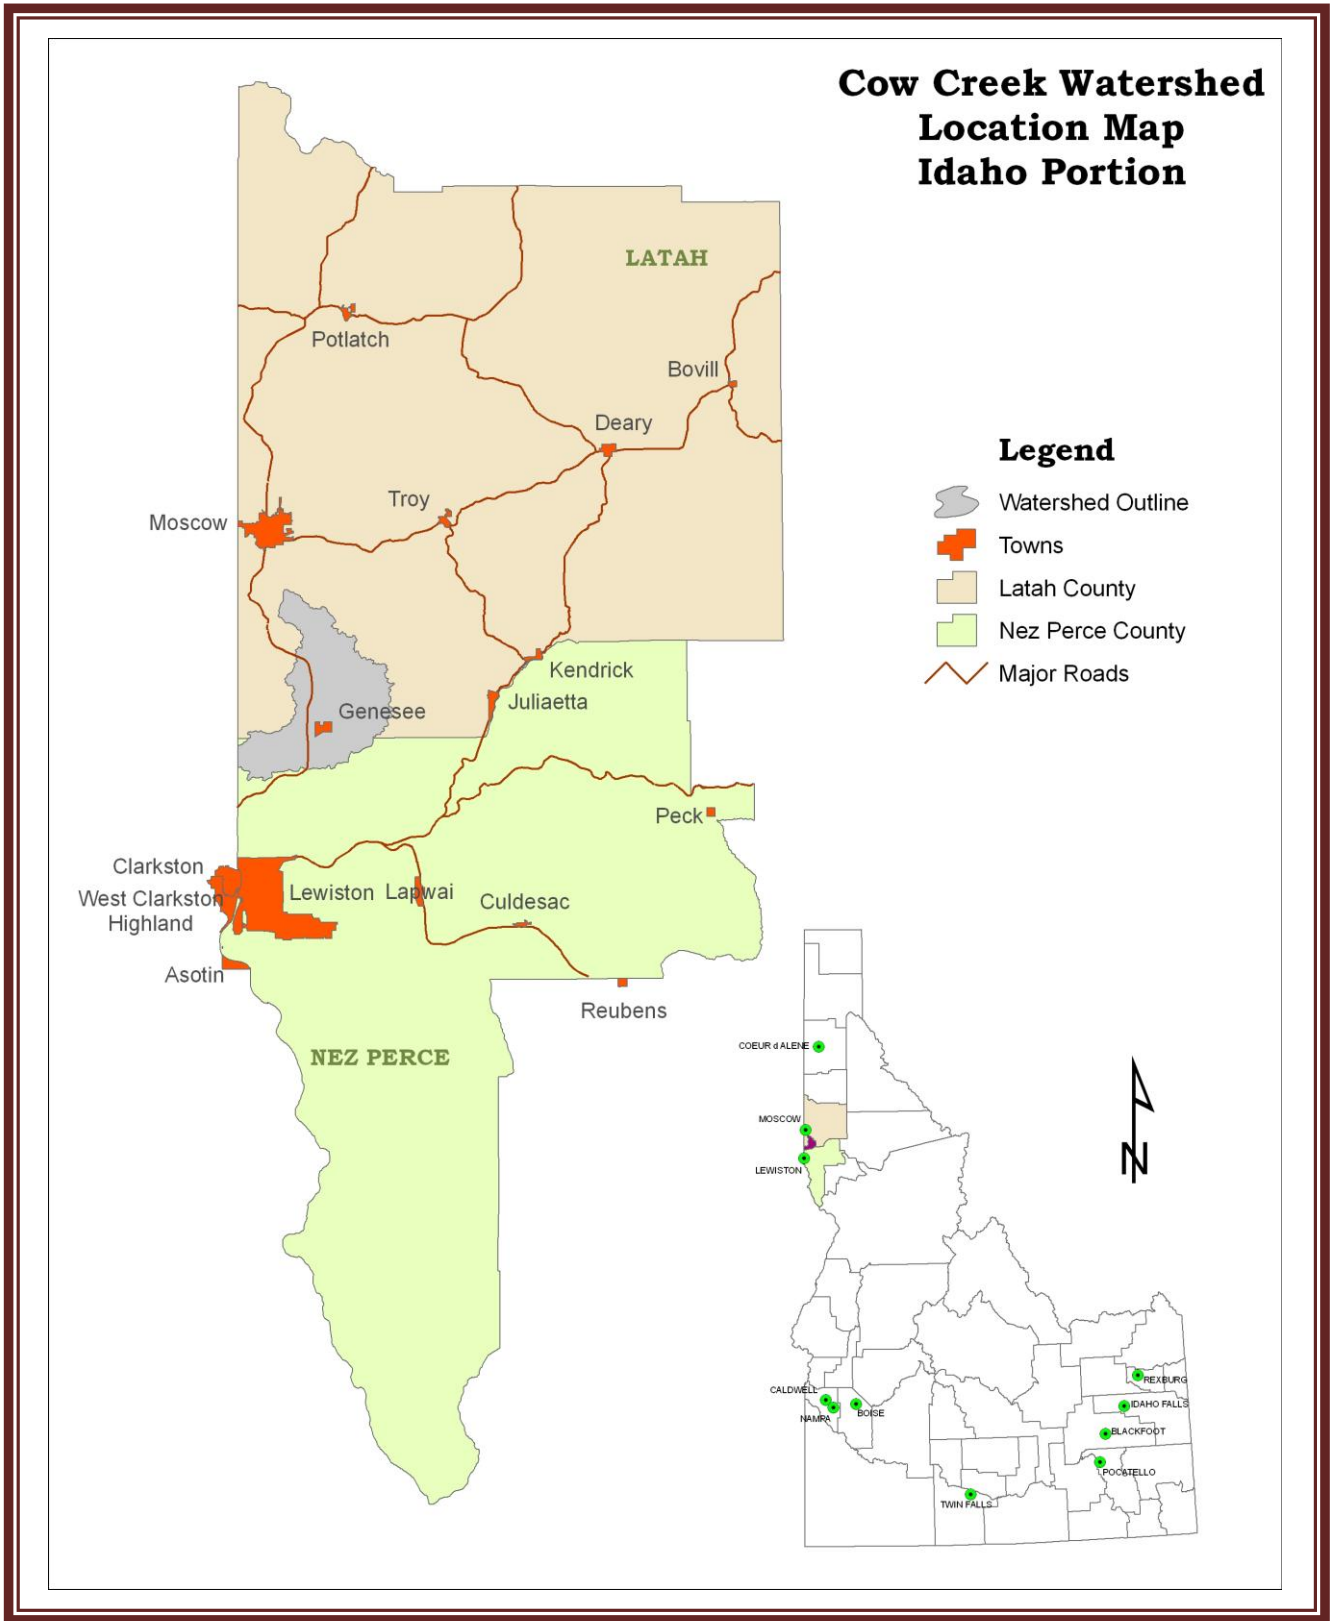 Cow Creek Watershed
Location Map
Idaho Portion
LATAH
Potlatch
Bovill
Deary
Troy
Moscow
Legend
Watershed Outline
Towns
Latah County
Nez Perce County
Major Roads
Kendrick
Juliaetta
Genesee
Peck
Clarkston
West Clarkston
Highland
Lewiston
Lapwai
Culdesac
Asotin
Reubens
NEZ PERCE
COEUR d ALENE
MOSCOW
LEWISTON
N
CALDWELL
NAMPA
BOISE
REXBURG
IDAHO FALLS
BLACKFOOT
POCATELLO
TWIN FALLS